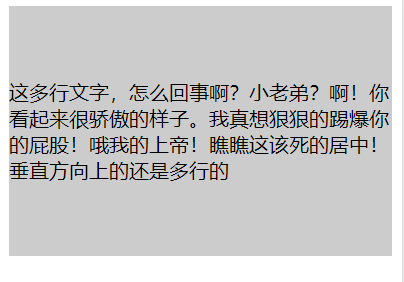 这多行文字，怎么回事啊？小老弟？啊！你
看起来很骄傲的样子。我真想狠狠的踢爆你
的屁股！哦我的上帝！瞧瞧这该死的居中！
垂直方向上的还是多行的